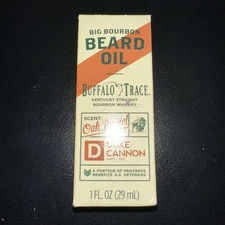 BIG BOURBON
BEARD
OIL
BUFFALO TRACE
KENTUCKY STRAIGHT
BOURBON WHISKEY
SCENT:
Oak
D
DUKE
CANNON
A PORTION OF PROCEEDS
BENEFITS U.S. VETERANS
1 FL OZ (29 mL)